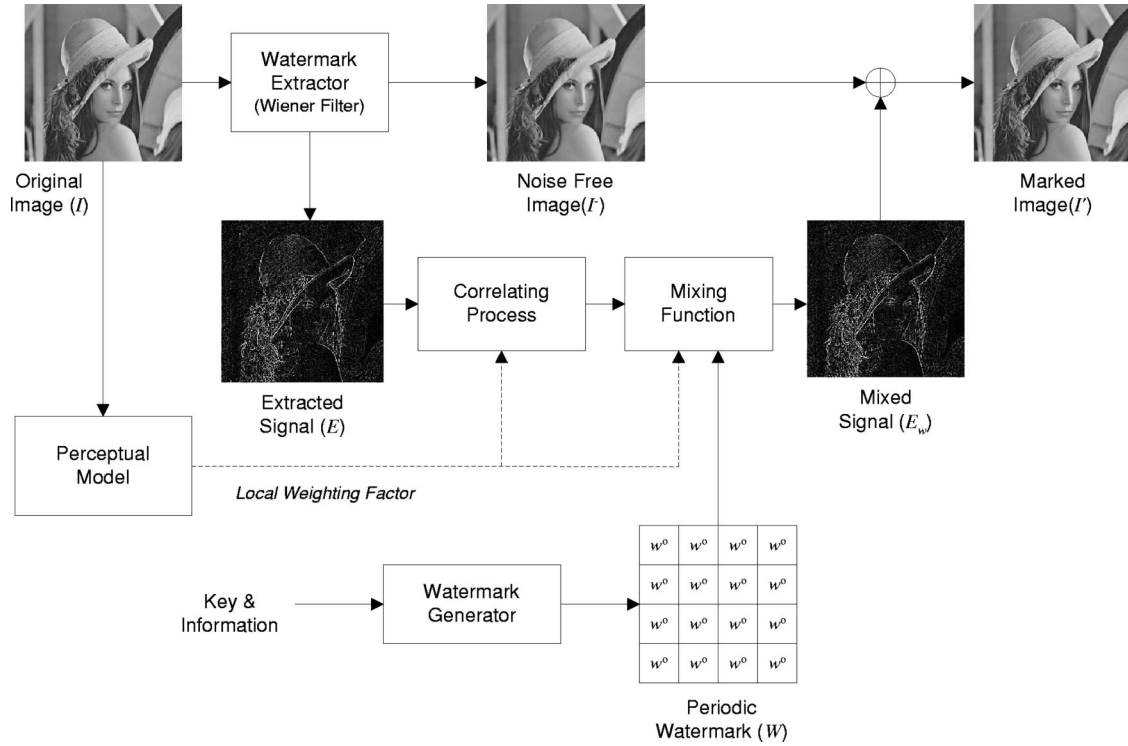 Watermark
Extractor
(Wiener Filter)
Original
Image (I)
Noise Free
Image(I-)
Marked
Image(I')
Correlating
Process
Mixing
Function
Extracted
Signal (E)
Mixed
Signal (Ew)
Perceptual
Model
Local Weighting Factor
wo wo wo wo
wo wo wo wo
wo wo wo wo
wo wo wo wo
Key &
Information
Watermark
Generator
Periodic
Watermark (W)